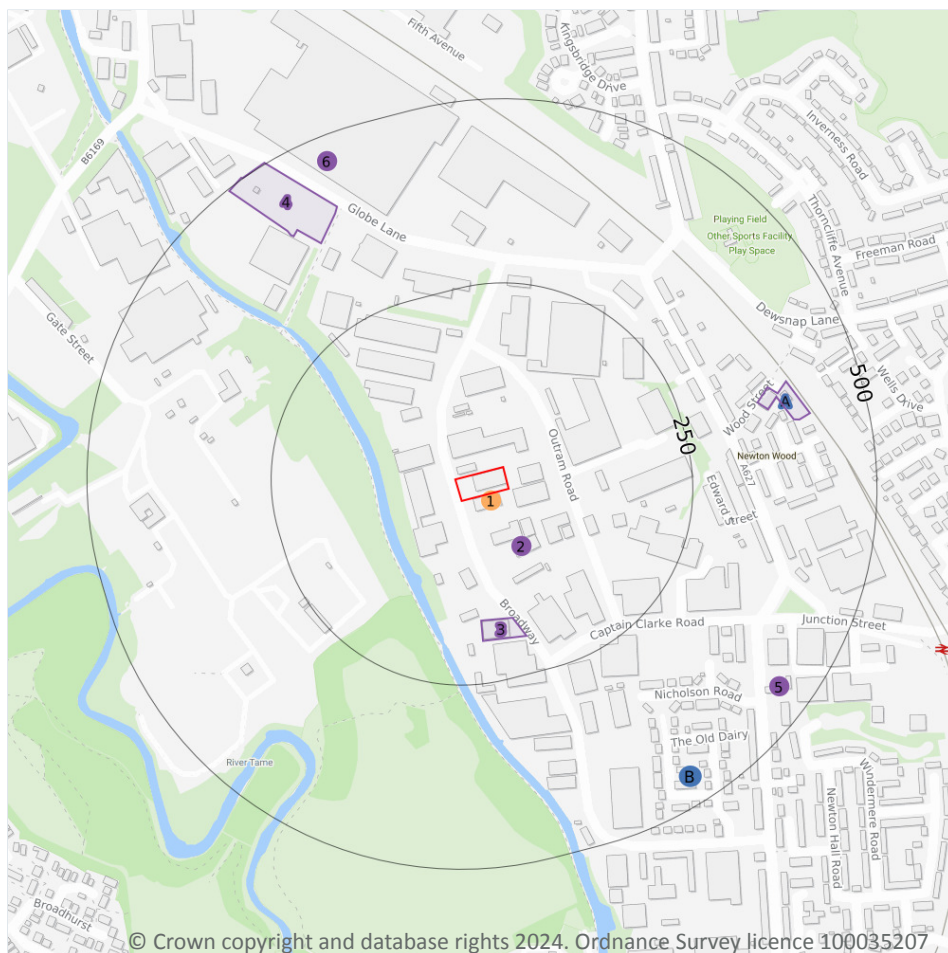 Fifth Avenue
Kingsbridge Drive
B6169
6
4
Globe Lane
Inverness Road
Playing Field
Other Sports Facility
Play Space
Thorncliffe Avenue
Freeman Road
Gate Street
Dewsnap Lane
500
Wells Drive
Wood Street
A
250
Newton Wood
Outram Road
A627
Edward Street
1
2
3
Broadway
Captain Clarke Road
Junction Street
5
Nicholson Road
The Old Dairy
River Tame
B
Windermere Road
Newton Hall Road
Broadhurst
© Crown copyright and database rights 2024. Ordnance Survey licence 100035207